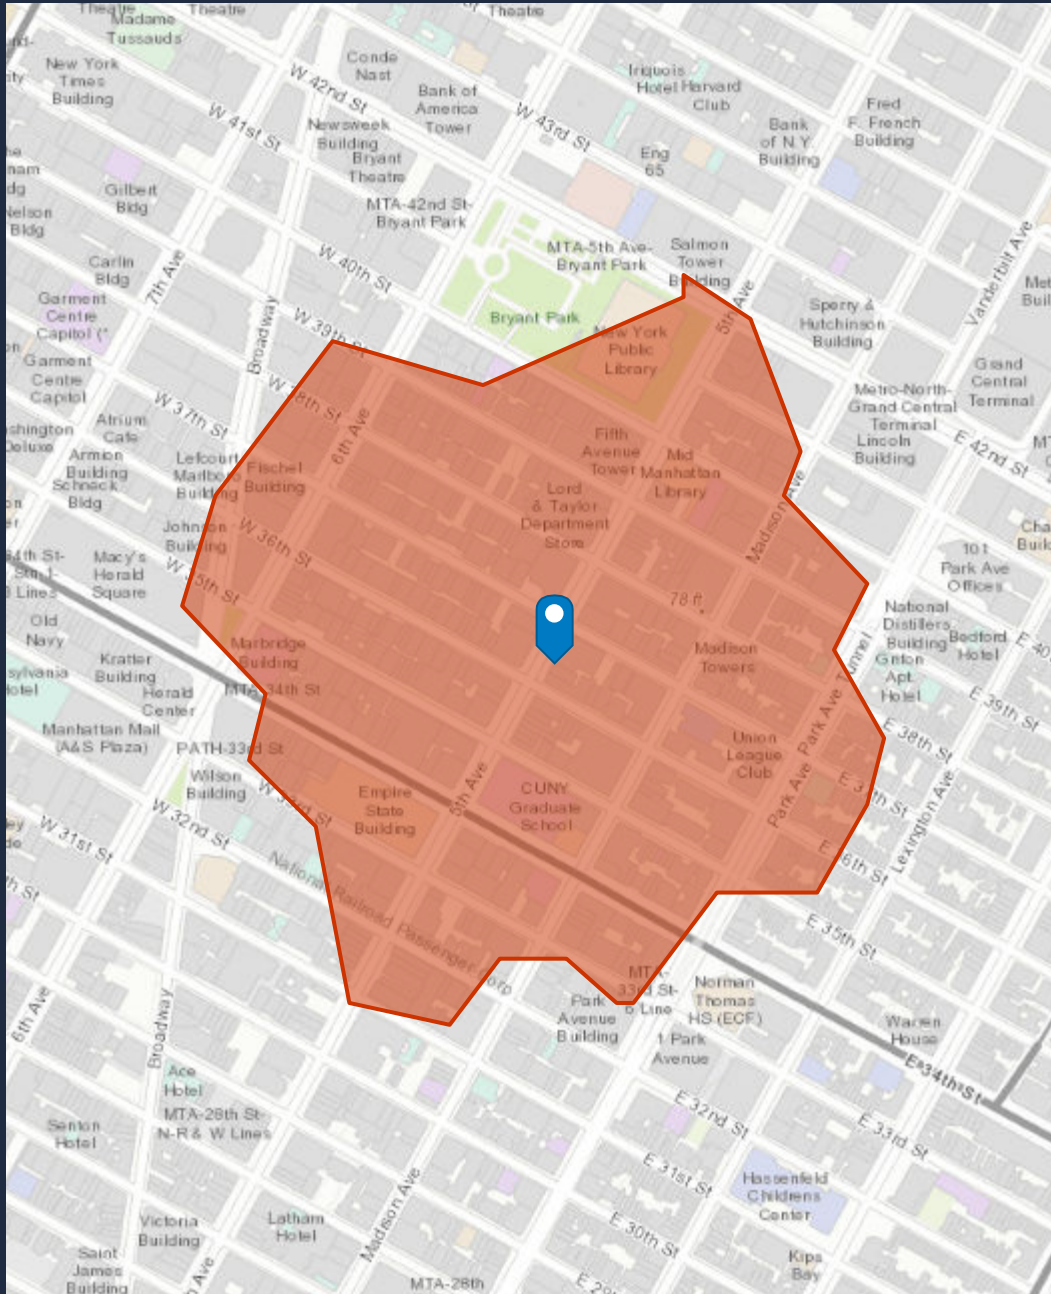 Theatre
Theatre
Theatre
Madame
Tussauds
New York
Times
Building
Conde
Nast
W 42nd St
Bank of
America
Tower
Iriquois
Hotel
Harvard
Club
Fred
F. French
Building
W 41st St
W 43rd St
Newsweek
Building
Bryant
Theatre
Bank
of N.Y.
Building
Eng
65
Gilbert
Bldg
MTA-42nd St-
Bryant Park
Nelson
Bldg
Carlin
Bldg
7th Ave
W 40th St
MTA-5th Ave-
Bryant Park
Salmon
Tower
Building
Vanderbilt Ave
Garment
Centre
Capitol (*
Broadway
W 39th St
Bryant Park
New York
Public
Library
5th Ave
Sperry &
Hutchinson
Building
Garment
Centre
Capitol
Grand
Central
Terminal
W 38th St
W 37th St
6th Ave
Metro-North-
Grand Central
Terminal
Lincoln
Building
E 42nd St
Atrium
Cafe
Armion
Building
Schnack
Bldg
Lefcourt
Marlboro
Building
Fischel
Building
Fifth
Avenue
Tower
Mid
Manhattan
Library
Lord
& Taylor
Department
Store
Madison Ave
Johnson
Building
W 36th St
W 35th St
34th St-
Macy's
Herald
Square
101
Park Ave
Offices
Old
Navy
78 ft
National
Distillers
Building
Bedford
Hotel
Marbridge
Building
Madison
Towers
Park Ave Tunnel
Ginton
Apt.
Hotel
E 40
Kratter
Building
MTA-34th St
Herald
Center
E 39th St
Manhattan Mall
(A&S Plaza)
PATH-33rd St
Union
League
Club
E 38th St
Wilson
Building
W 33rd St
Empire
State
Building
5th Ave
CUNY
Graduate
School
Park Ave
E 37th St
W 32nd St
W 31st St
Lexington Ave
E 36th St
National Railroad Passenger Corp
E 35th St
MTA-
33rd St-
6 Line
Norman
Thomas
HS (ECF)
Park
Avenue
Building
1 Park
Avenue
Warren
House
6th Ave
Broadway
Ace
Hotel
E 34th St
E 32nd St
E 33rd St
MTA-28th St-
N-R & W Lines
Senton
Hotel
E 31st St
Hassenfeld
Childrens
Center
Victoria
Building
Latham
Hotel
Madison Ave
E 30th St
Kips
Bay
Saint
James
Building
MTA-28th